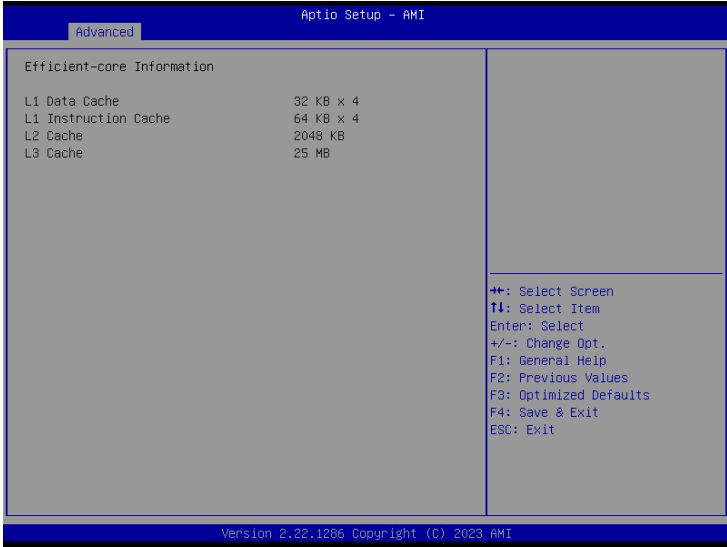 Aptio Setup - AMI
Advanced
Efficient-core Information
L1 Data Cache 32 KB x 4
L1 Instruction Cache 64 KB x 4
L2 Cache 2048 KB
L3 Cache 25 MB
→←: Select Screen
↑↓: Select Item
Enter: Select
+/-: Change Opt.
F1: General Help
F2: Previous Values
F3: Optimized Defaults
F4: Save & Exit
ESC: Exit
Version 2.22.1286 Copyright (C) 2023 AMI